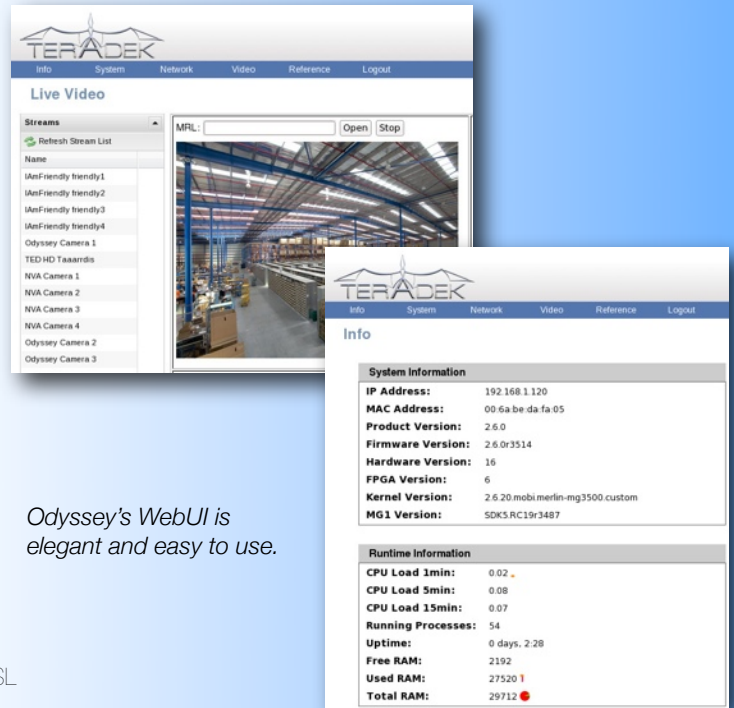 TERADEK
Info System Network Video Reference Logout
Live Video
Streams
Refresh Stream List
Name
IAmFriendly friendly1
IAmFriendly friendly2
IAmFriendly friendly3
IAmFriendly friendly4
Odyssey Camera 1
TED HD Taaarrdis
NVA Camera 1
NVA Camera 2
NVA Camera 3
NVA Camera 4
Odyssey Camera 2
Odyssey Camera 3
MRL: Open Stop
TERADEK
Info System Network Video Reference Logout
Info
System Information
IP Address: 192.168.1.120
MAC Address: 00:6a:be:da:fa:05
Product Version: 2.6.0
Firmware Version: 2.6.0r3514
Hardware Version: 16
FPGA Version: 6
Kernel Version: 2.6.20.mobi.merlin-mg3500.custom
MG1 Version: SDK5.RC19r3487
Runtime Information
CPU Load 1min: 0.02
CPU Load 5min: 0.08
CPU Load 15min: 0.07
Running Processes: 54
Uptime: 0 days, 2:28
Free RAM: 2192
Used RAM: 27520
Total RAM: 29712
Odyssey's WebUI is
elegant and easy to use.
SL